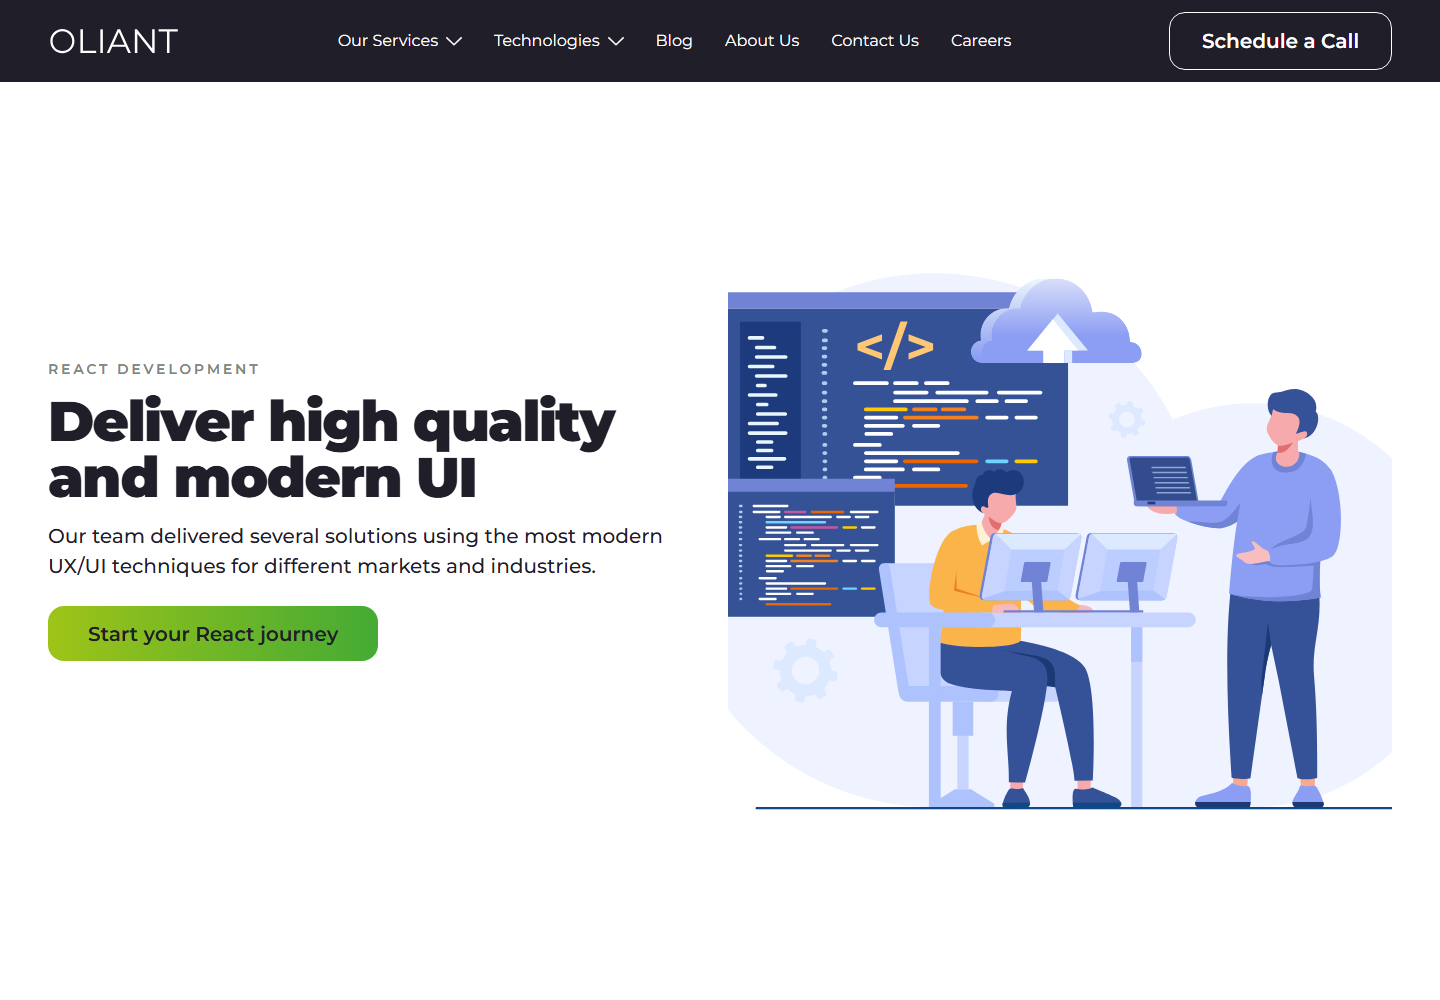 OLIANT
Our Services
Technologies
Blog
About Us
Contact Us
Careers
Schedule a Call
REACT DEVELOPMENT
Deliver high quality
and modern UI
Our team delivered several solutions using the most modern
UX/UI techniques for different markets and industries.
Start your React journey
</>